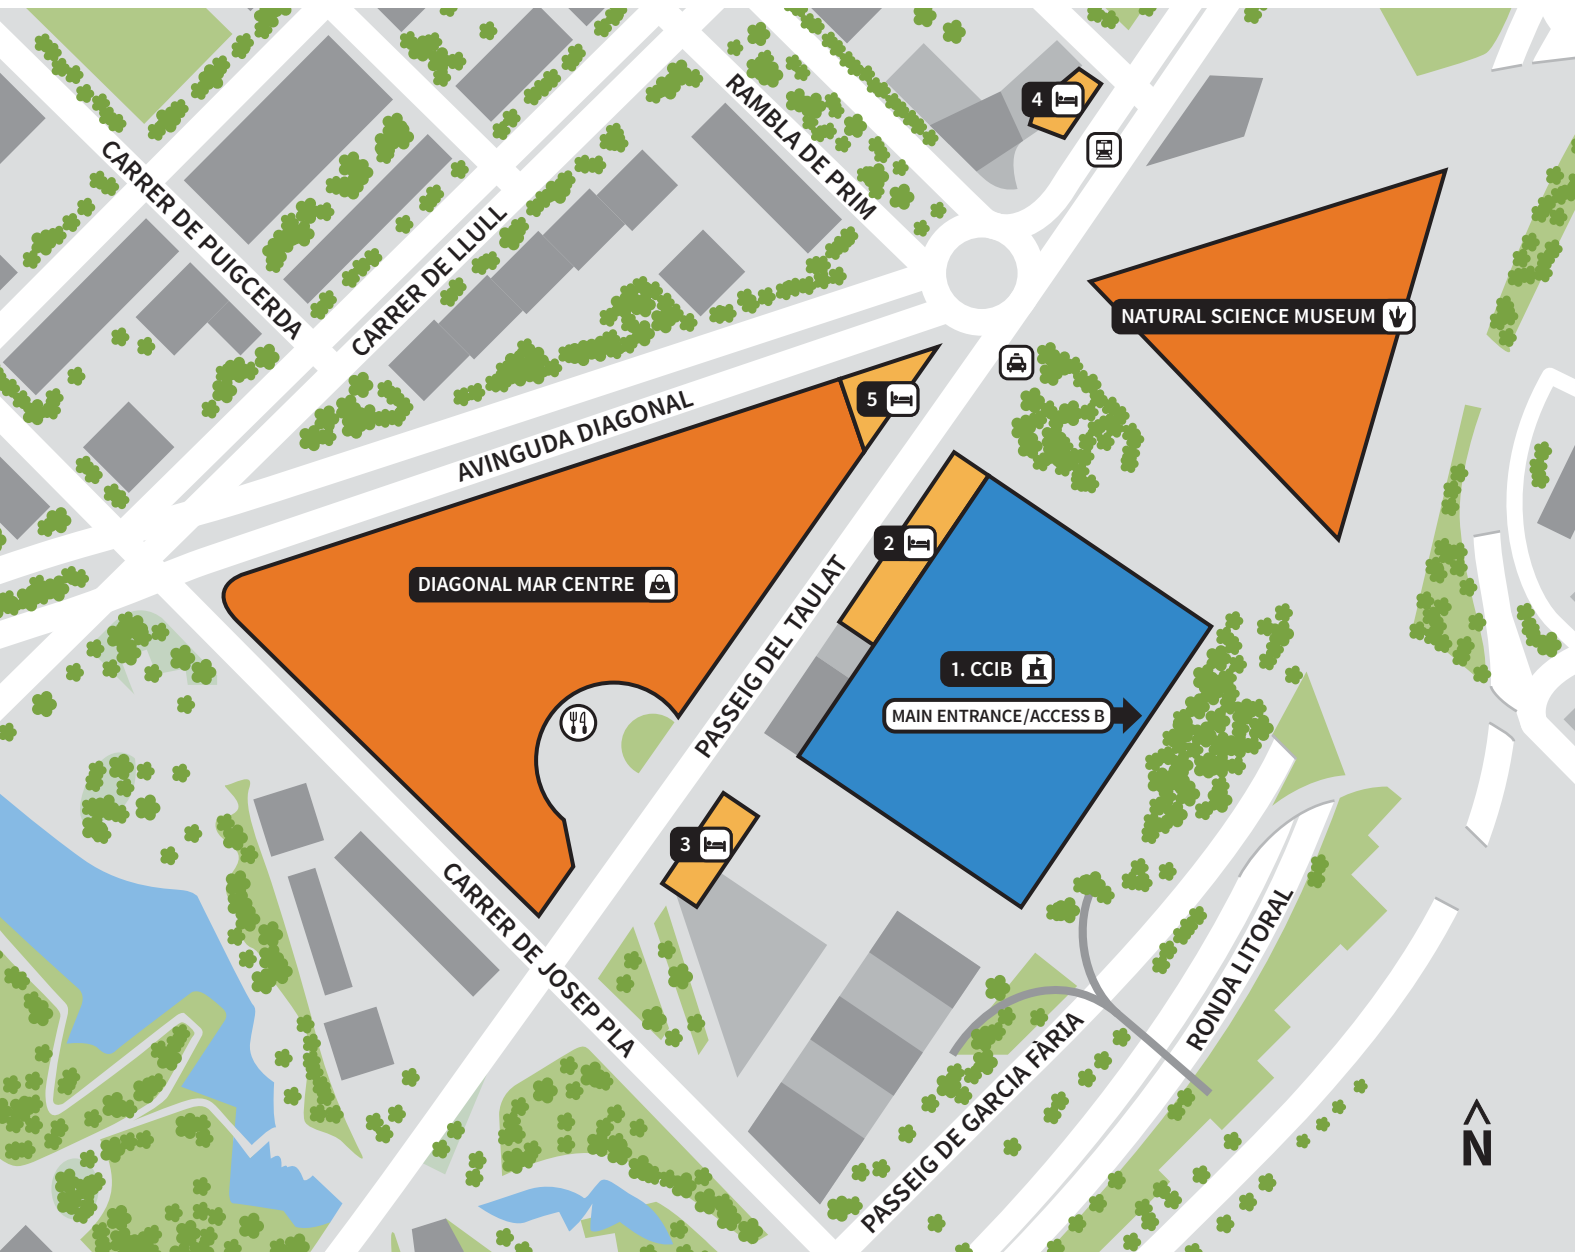 4
RAMBLA DE PRIM
CARRER DE PUIGCERDA
CARRER DE LLULL
NATURAL SCIENCE MUSEUM
5
AVINGUDA DIAGONAL
2
DIAGONAL MAR CENTRE
PASSEIG DEL TAULAT
1. CCIB
MAIN ENTRANCE/ACCESS B
3
CARRER DE JOSEP PLA
RONDA LITORAL
PASSEIG DE GARCIA FÀRIA
N